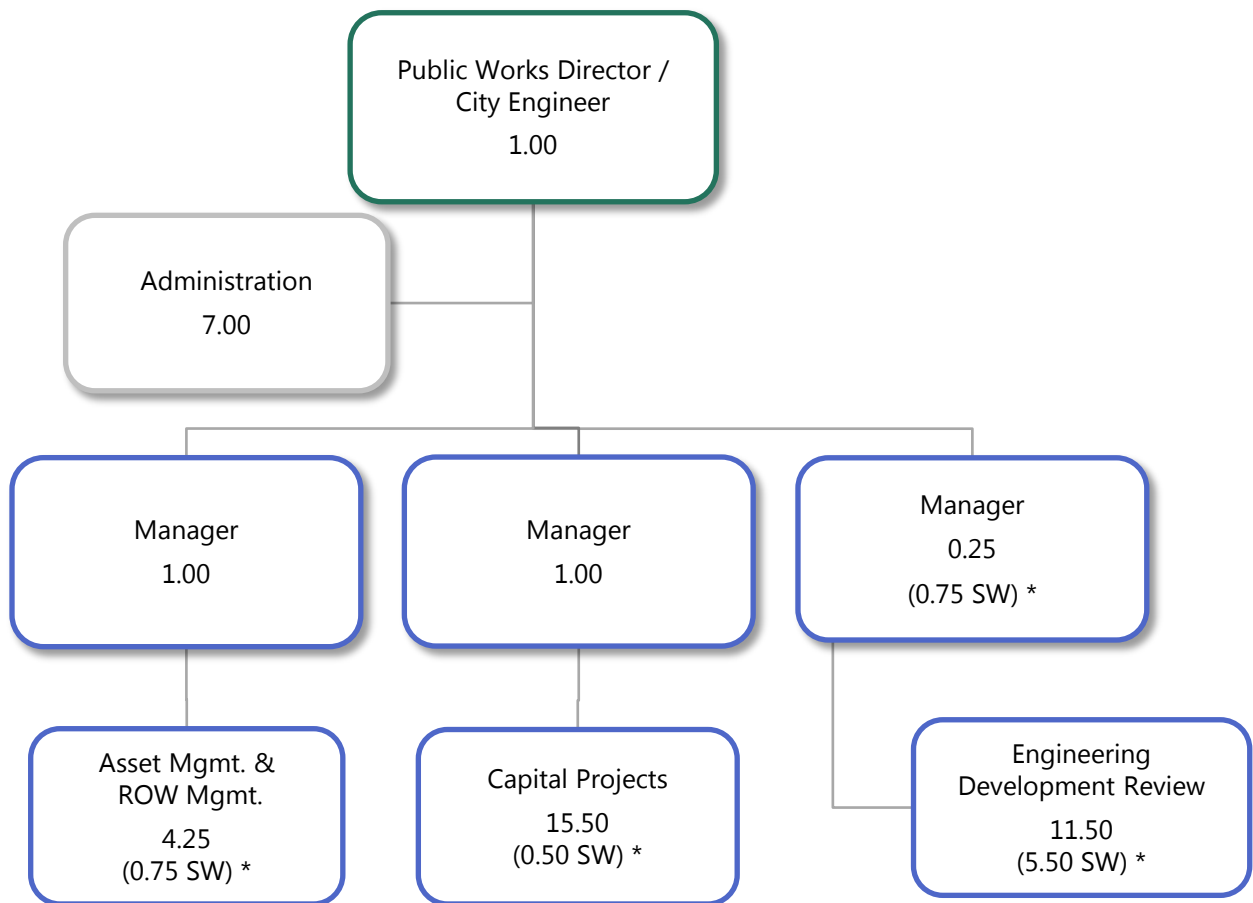 Public Works Director /
City Engineer
1.00
Administration
7.00
Manager
1.00
Manager
1.00
Manager
0.25
(0.75 SW) *
Asset Mgmt. &
ROW Mgmt.
4.25
(0.75 SW) *
Capital Projects
15.50
(0.50 SW) *
Engineering
Development Review
11.50
(5.50 SW) *